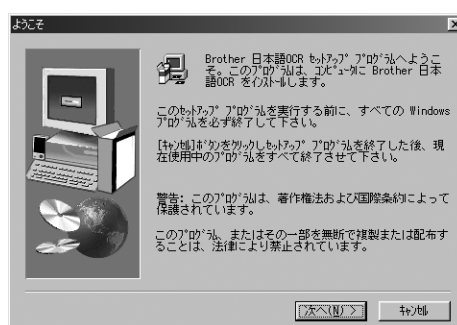 ようこそ
Brother 日本語OCR ｾｯﾄｱｯﾌﾟ ﾌﾟﾛｸﾞﾗﾑへようこ
そ。このﾌﾟﾛｸﾞﾗﾑは、ｺﾝﾋﾟｭｰﾀに Brother 日本
語OCR をｲﾝｽﾄｰﾙします。
このｾｯﾄｱｯﾌﾟ ﾌﾟﾛｸﾞﾗﾑを実行する前に、すべての Windows
ﾌﾟﾛｸﾞﾗﾑを必ず終了して下さい。
[ｷｬﾝｾﾙ]ﾎﾞﾀﾝをｸﾘｯｸしｾｯﾄｱｯﾌﾟ ﾌﾟﾛｸﾞﾗﾑを終了した後、現
在使用中のﾌﾟﾛｸﾞﾗﾑをすべて終了させて下さい。
警告: このﾌﾟﾛｸﾞﾗﾑは、著作権法および国際条約によって
保護されています。
このﾌﾟﾛｸﾞﾗﾑ、またはその一部を無断で複製または配布す
ることは、法律により禁止されています。
次へ(N) >
ｷｬﾝｾﾙ